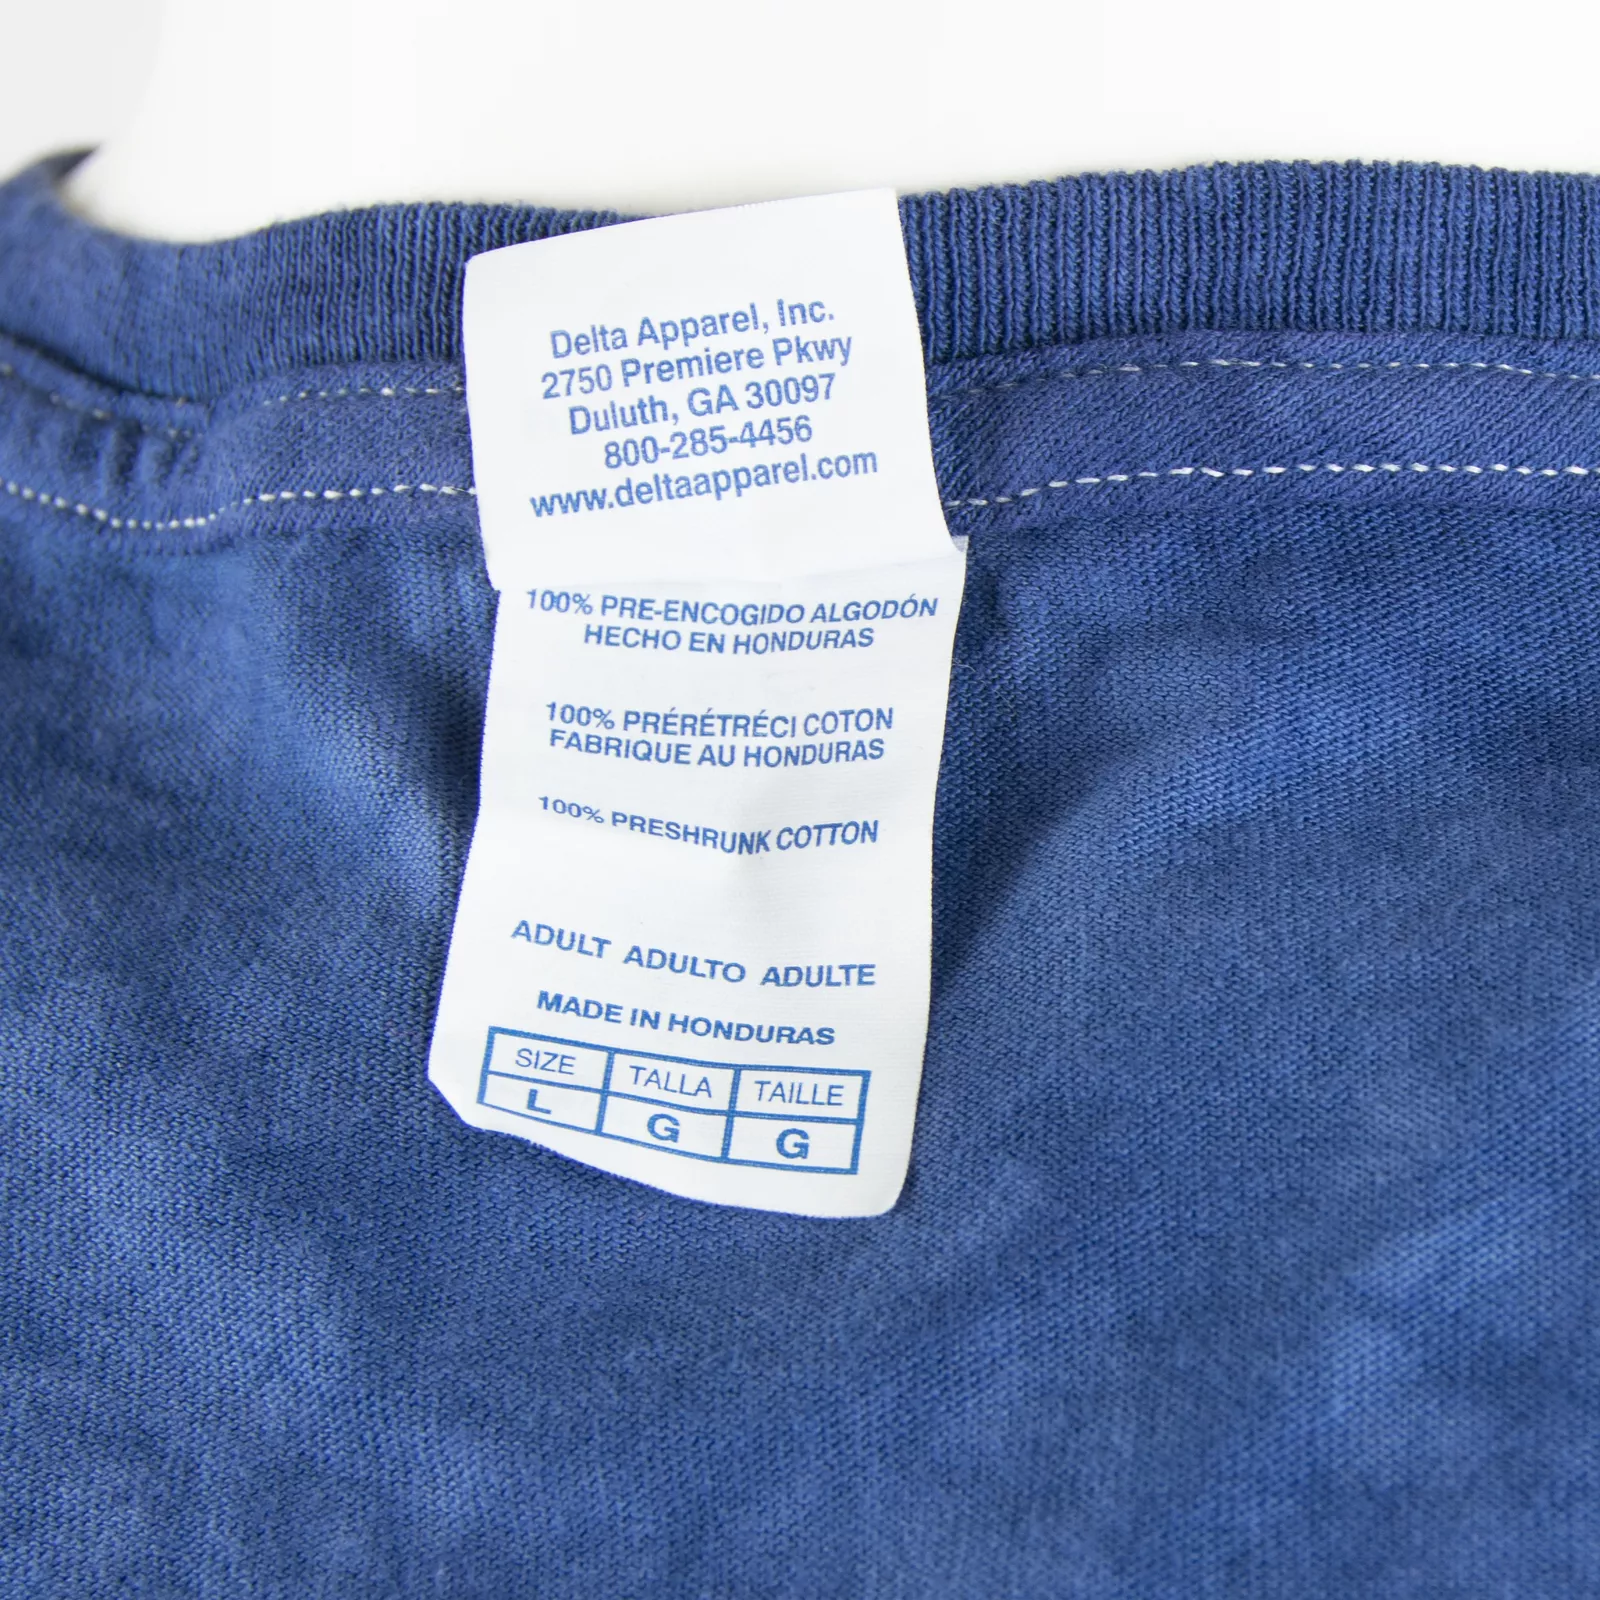 Delta Apparel, Inc.
2750 Premiere Pkwy
Duluth, GA 30097
800-285-4456
www.deltaapparel.com
100% PRE-ENCOGIDO ALGODÓN
HECHO EN HONDURAS
100% PRÉRÉTRÉCI COTON
FABRIQUE AU HONDURAS
100% PRESHRUNK COTTON
ADULT ADULTO ADULTE
MADE IN HONDURAS
SIZE TALLA TAILLE
L G G